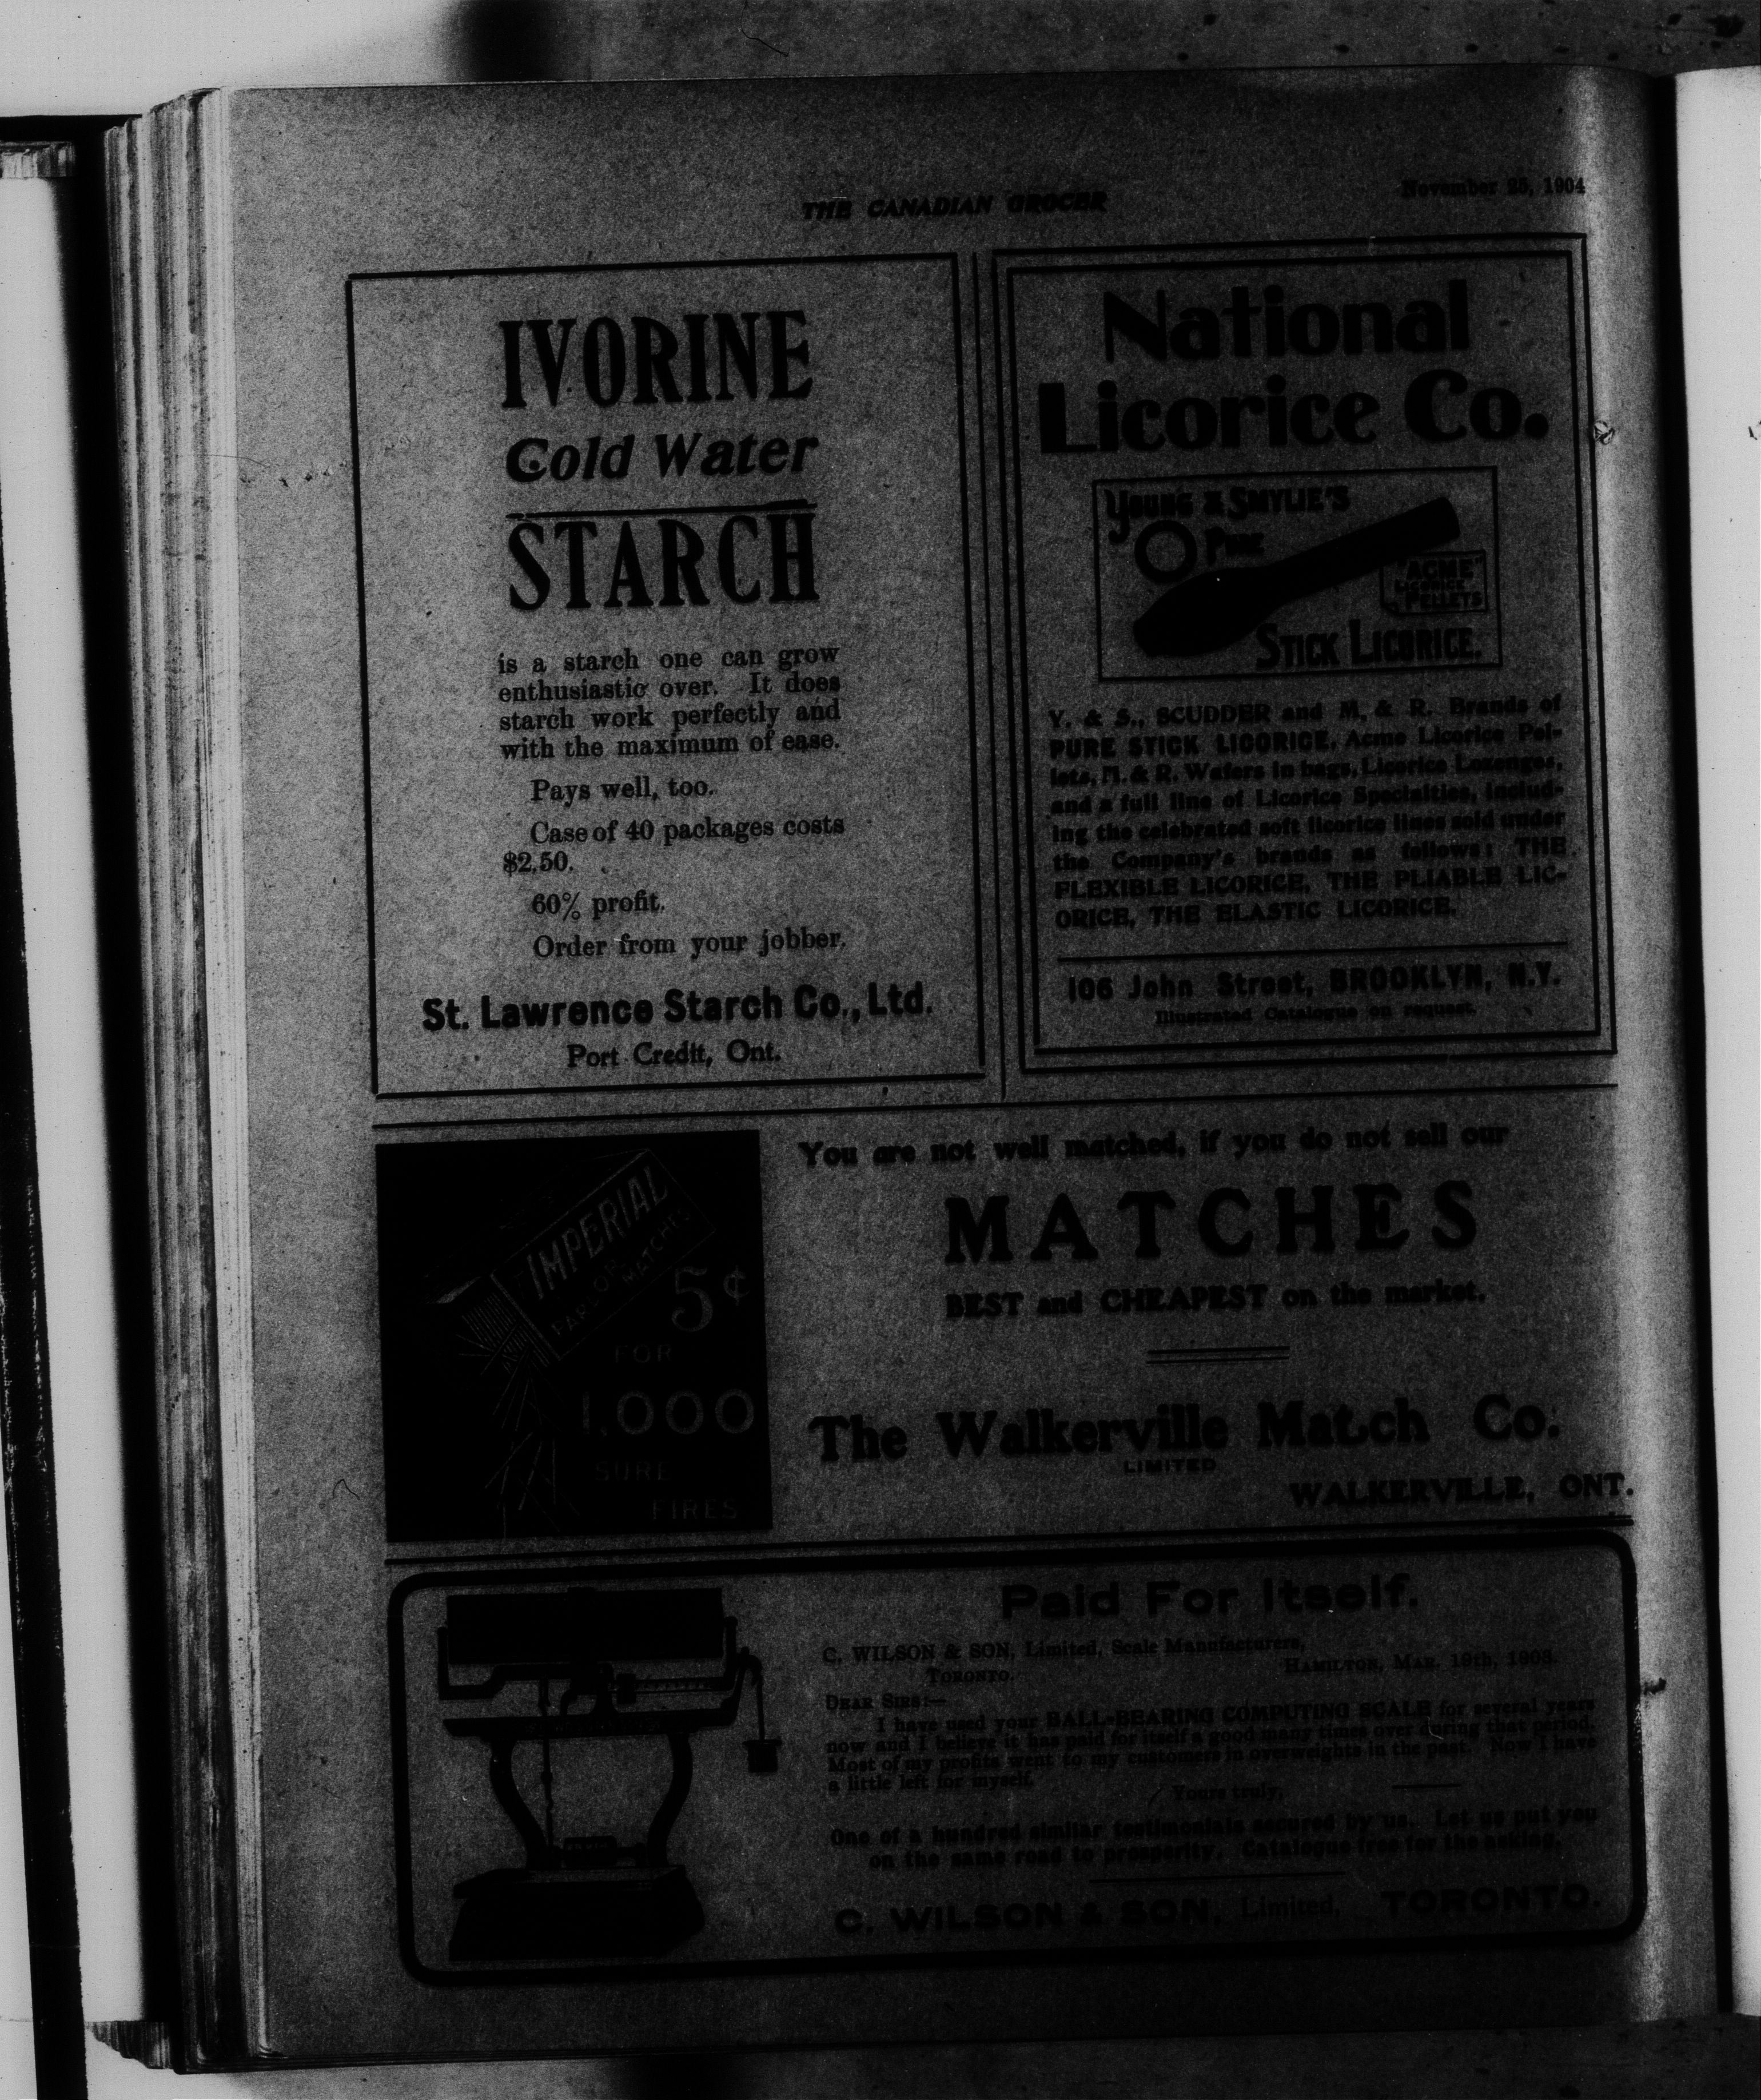 THE CANADIAN GROCER
November 25, 1904
IVORINE
Cold Water
STARCH
is a starch one can grow
enthusiastic over. It does
starch work perfectly and
with the maximum of ease.
Pays well, too.
Case of 40 packages costs
$2.50.
60% profit.
Order from your jobber.
St. Lawrence Starch Co., Ltd.
Port Credit, Ont.
National
Licorice Co.
YOUNG & SMYLIE'S
PURE
"ACME"
LICORICE
PELLETS
STICK LICORICE.
Y. & S., SCUDDER and M. & R. Brands of
PURE STICK LICORICE, Acme Licorice Pel-
lets, M. & R. Wafers in bags, Licorice Lozenges,
and a full line of Licorice Specialties, includ-
ing the celebrated soft licorice lines sold under
the Company's brands as follows: THE
FLEXIBLE LICORICE, THE PLIABLE LIC-
ORICE, THE ELASTIC LICORICE.
106 John Street, BROOKLYN, N.Y.
Illustrated Catalogue on request.
IMPERIAL
PARLOR MATCHES
5¢
FOR
1,000
SURE
FIRES
You are not well matched, if you do not sell our
MATCHES
BEST and CHEAPEST on the market.
The Walkerville Match Co.
LIMITED
WALKERVILLE, ONT.
Paid For Itself.
C. WILSON & SON, Limited, Scale Manufacturers,
TORONTO.
HAMILTON, MAR. 19th, 1903.
DEAR SIRS:—
I have used your BALL-BEARING COMPUTING SCALE for several years
now and I believe it has paid for itself a good many times over during that period.
Most of my profits went to my customers in overweights in the past. Now I have
a little left for myself.
Yours truly,
One of a hundred similar testimonials secured by us. Let us put you
on the same road to prosperity. Catalogue free for the asking.
C. WILSON & SON, Limited, TORONTO.